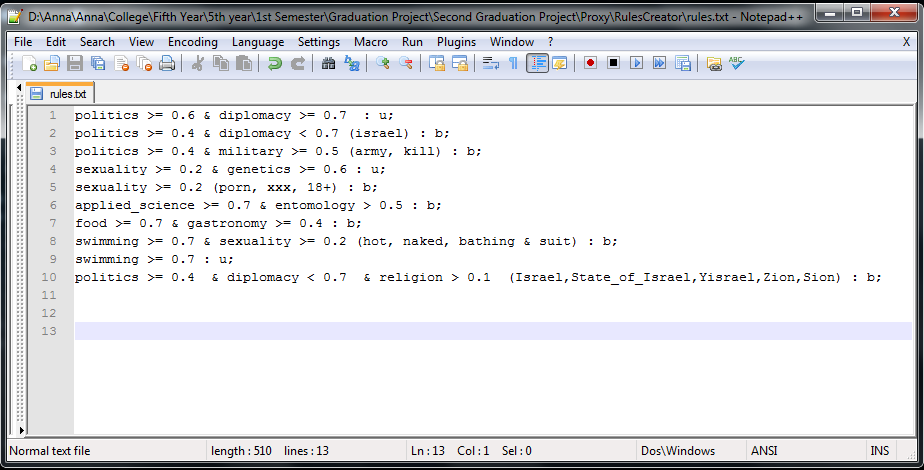 D:\Anna\Anna\College\Fifth Year\5th year\1st Semester\Graduation Project\Second Graduation Project\Proxy\RulesCreator\rules.txt - Notepad++
File Edit Search View Encoding Language Settings Macro Run Plugins Window ? X
ABC
rules.txt
1 politics >= 0.6 & diplomacy >= 0.7  : u;
2 politics >= 0.4 & diplomacy < 0.7 (israel) : b;
3 politics >= 0.4 & military >= 0.5 (army, kill) : b;
4 sexuality >= 0.2 & genetics >= 0.6 : u;
5 sexuality >= 0.2 (porn, xxx, 18+) : b;
6 applied_science >= 0.7 & entomology > 0.5 : b;
7 food >= 0.7 & gastronomy >= 0.4 : b;
8 swimming >= 0.7 & sexuality >= 0.2 (hot, naked, bathing & suit) : b;
9 swimming >= 0.7 : u;
10 politics >= 0.4  & diplomacy < 0.7  & religion > 0.1  (Israel,State_of_Israel,Yisrael,Zion,Sion) : b;
11
12
13
Normal text file length : 510 lines : 13 Ln : 13 Col : 1 Sel : 0 Dos\Windows ANSI INS